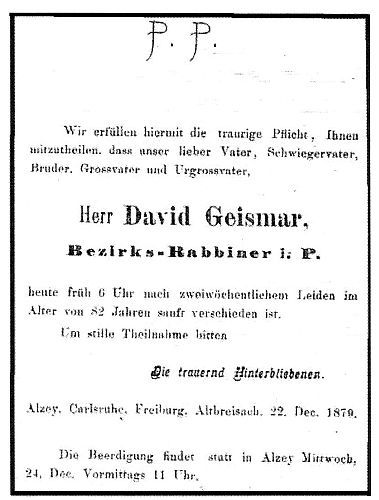 P. P.
Wir erfüllen hiermit die traurige Pflicht, Ihnen
mitzutheilen, dass unser lieber Vater, Schwiegervater,
Bruder, Grossvater und Urgrossvater,
Herr David Geismar,
Bezirks-Rabbiner i. P.
heute früh 6 Uhr nach zweiwöchentlichem Leiden im
Alter von 82 Jahren sanft verschieden ist.
Um stille Theilnahme bitten
Die trauernd Hinterbliebenen.
Alzey, Carlsruhe, Freiburg, Altbreisach, 22. Dec. 1879.
Die Beerdigung findet statt in Alzey Mittwoch,
24. Dec. Vormittags 11 Uhr.